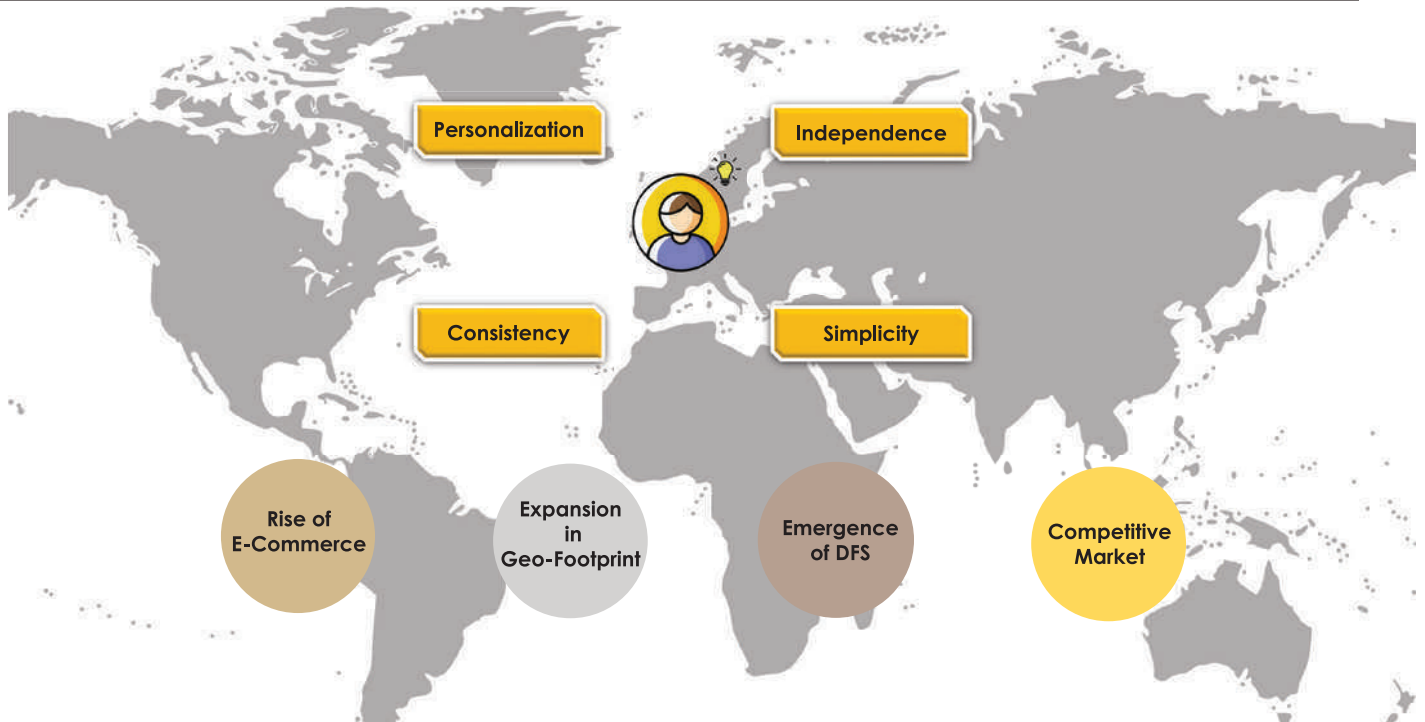 Personalization
Independence
Consistency
Simplicity
Rise of
E-Commerce
Expansion
in
Geo-Footprint
Emergence
of DFS
Competitive
Market